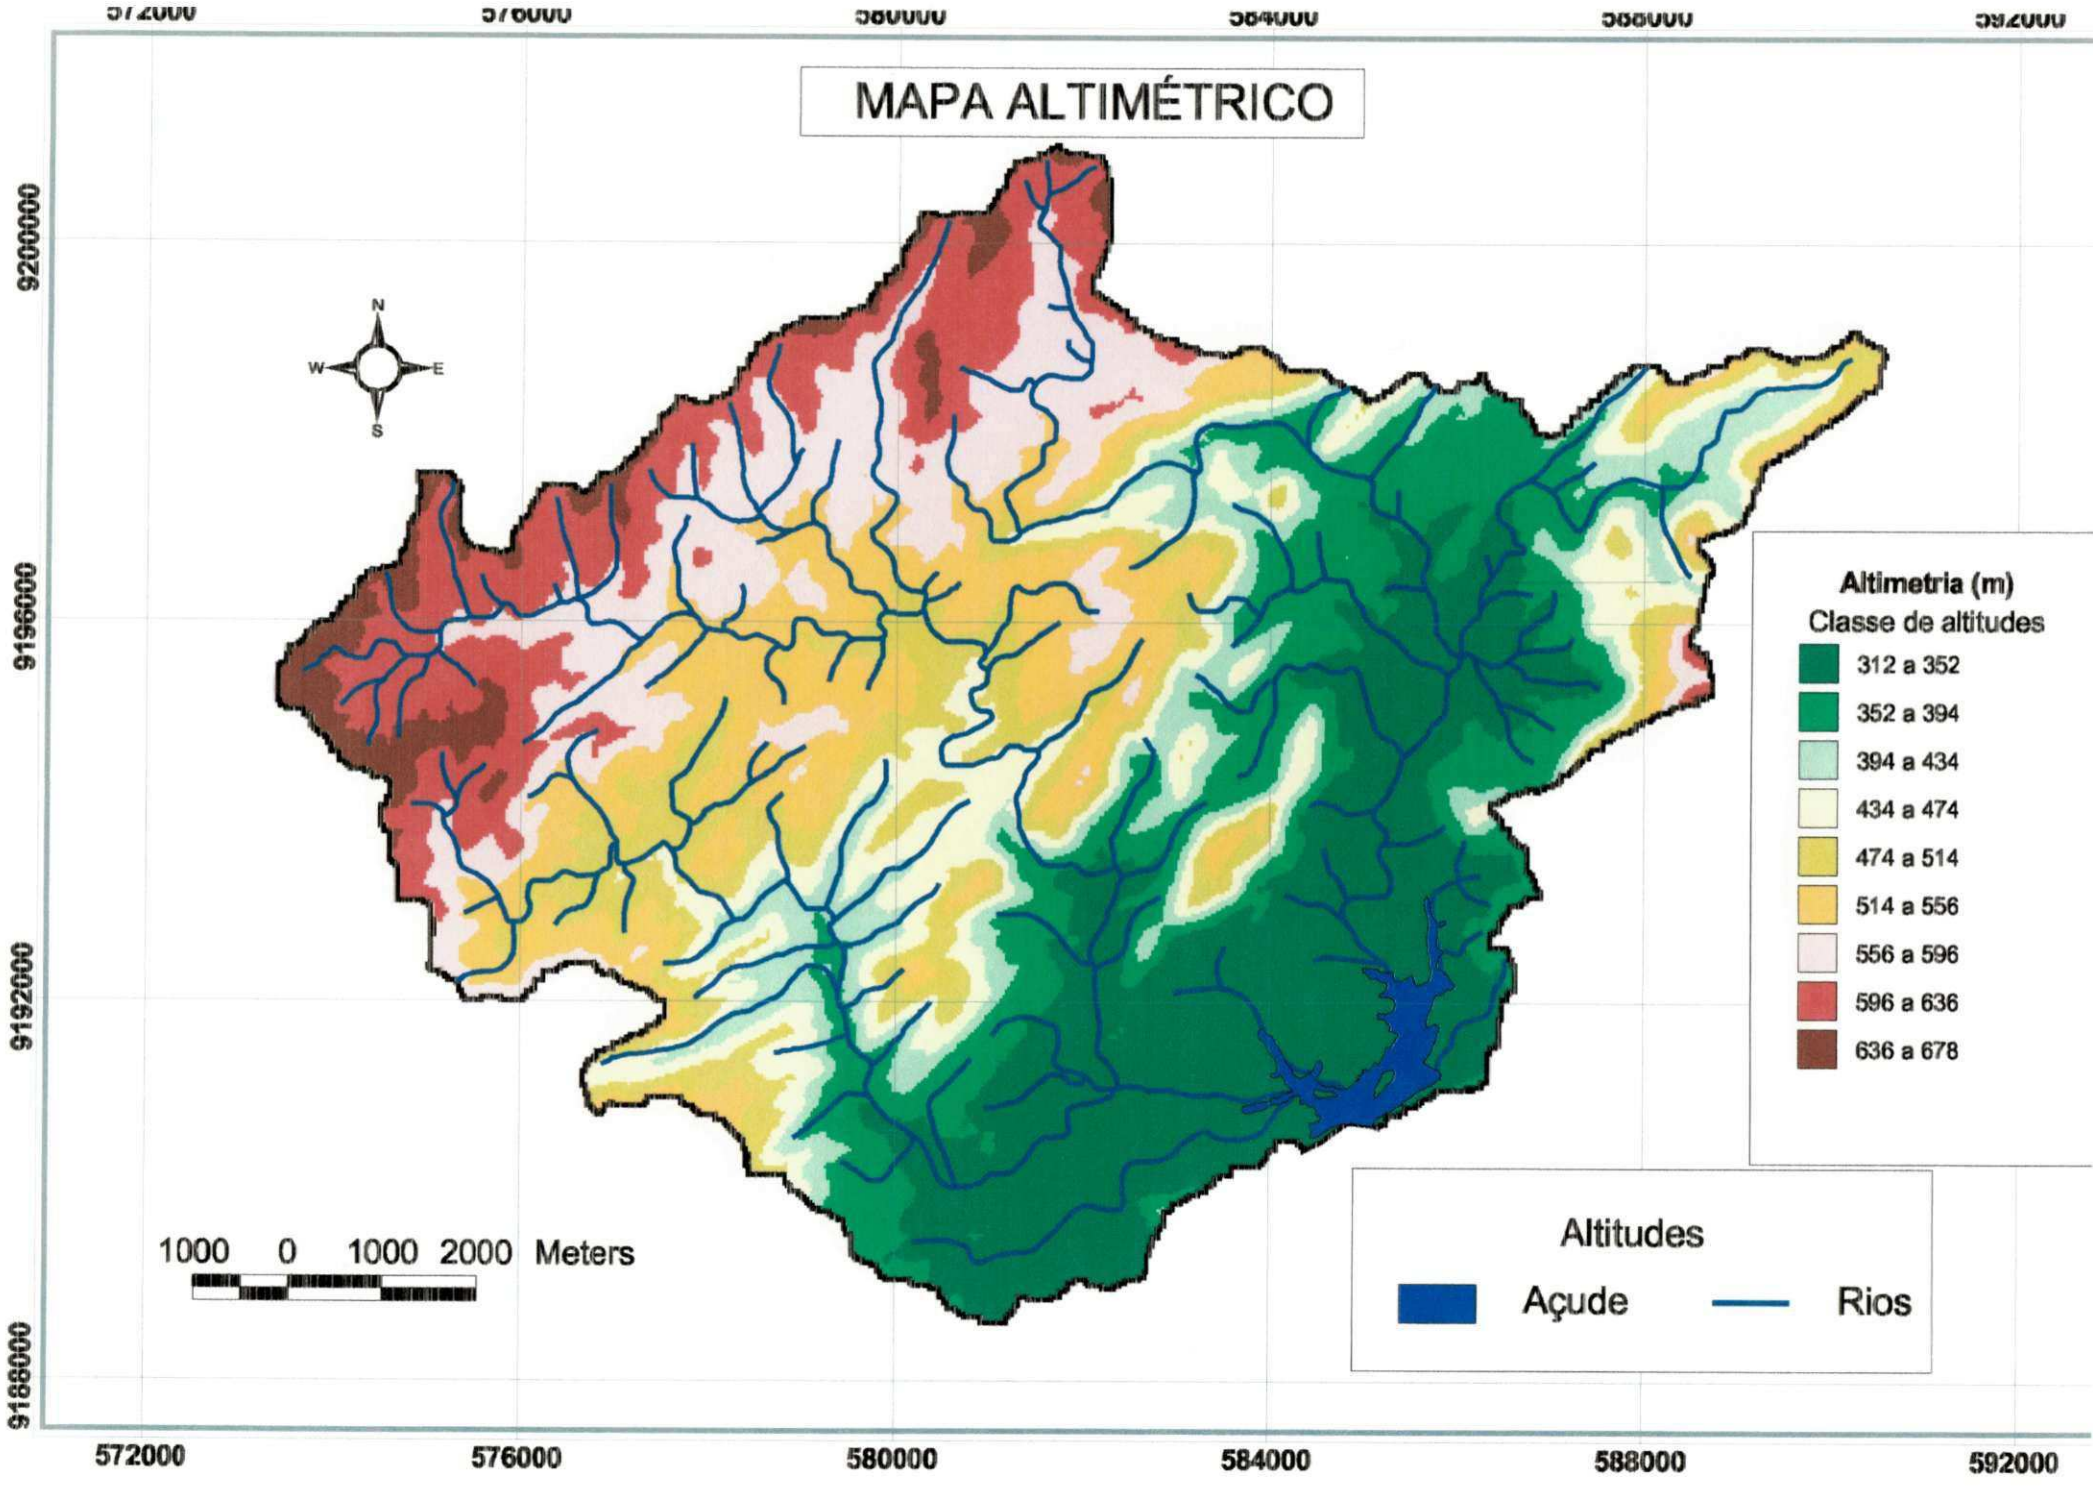 572000 576000 580000 584000 588000 592000
MAPA ALTIMÉTRICO
9200000
9196000
9192000
9188000
N
W E
S
Altimetria (m)
Classe de altitudes
312 a 352
352 a 394
394 a 434
434 a 474
474 a 514
514 a 556
556 a 596
596 a 636
636 a 678
1000 0 1000 2000 Meters
Altitudes
Açude Rios
572000 576000 580000 584000 588000 592000